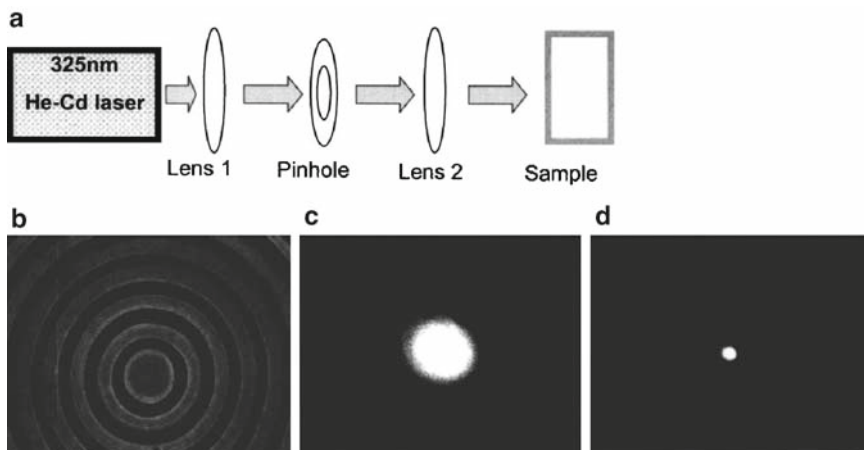 a
325nm
He-Cd laser
Lens 1
Pinhole
Lens 2
Sample
b
c
d